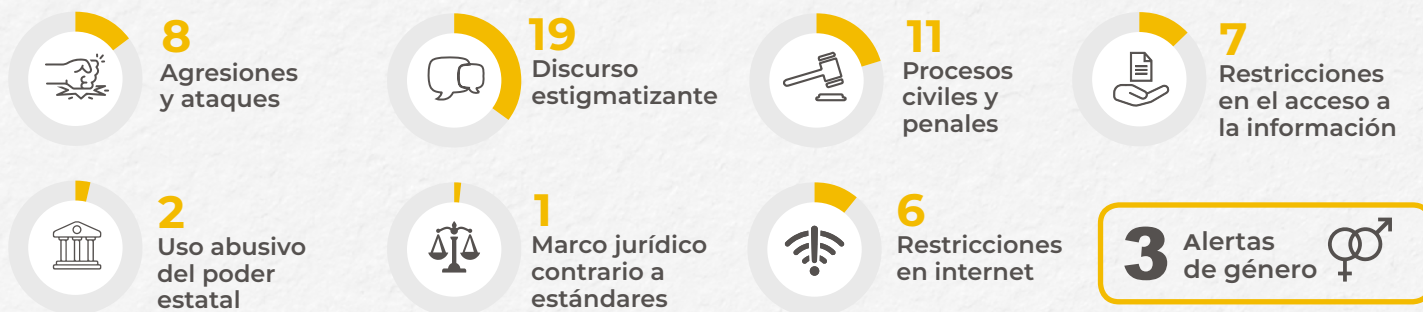 8
Agresiones
y ataques
19
Discurso
estigmatizante
11
Procesos
civiles y
penales
7
Restricciones
en el acceso a
la información
2
Uso abusivo
del poder
estatal
1
Marco jurídico
contrario a
estándares
6
Restricciones
en internet
3
Alertas
de género